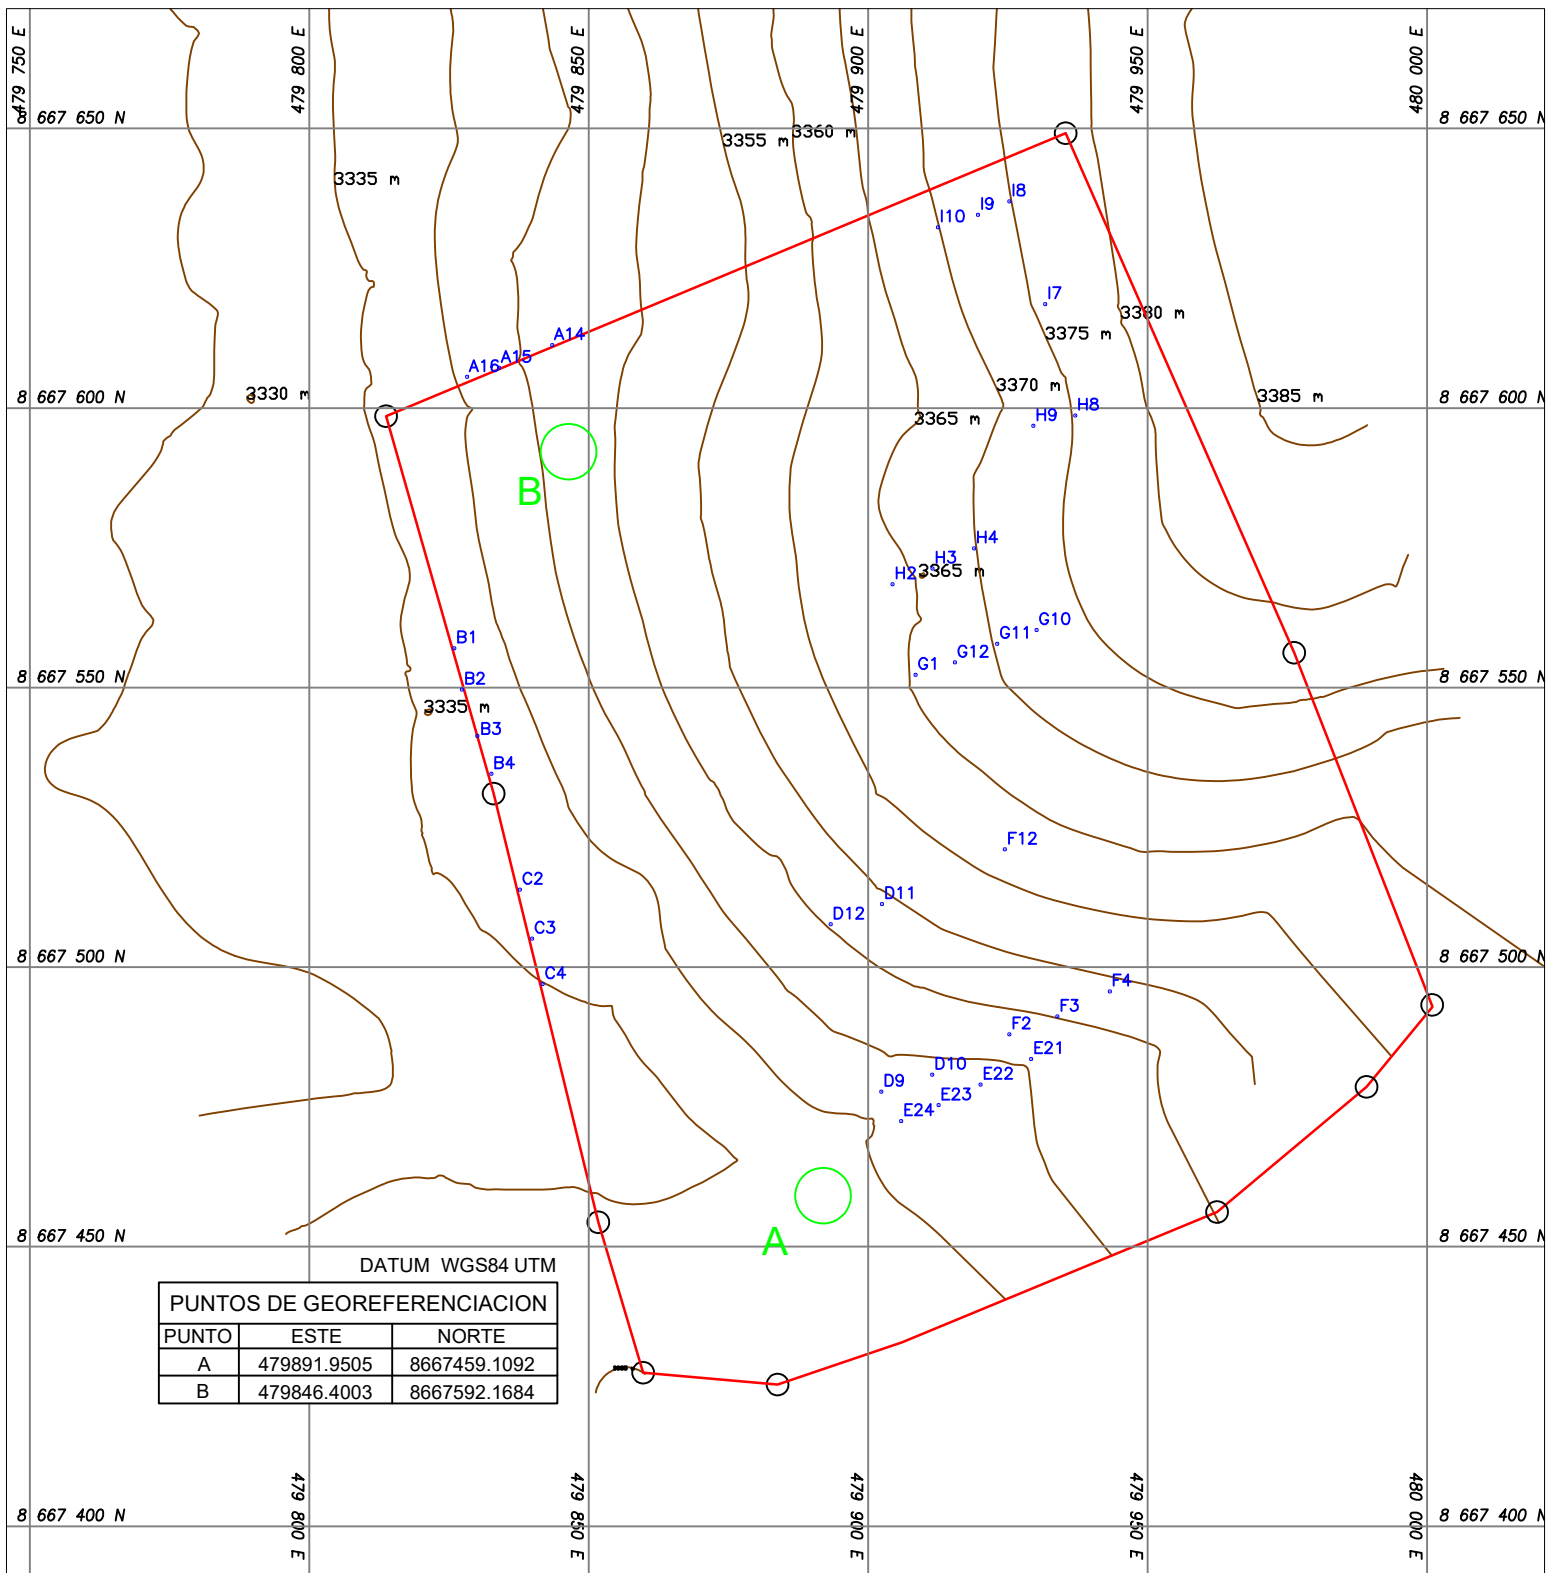 479 750 E
479 800 E
479 850 E
479 900 E
479 950 E
480 000 E
8 667 650 N
8 667 650 N
3355 m
3360 m
3335 m
I8
I9
I10
I7
3380 m
3375 m
A14
A15
A16
3370 m
3330 m
3385 m
8 667 600 N
8 667 600 N
H8
3365 m
H9
B
H4
H3
H2
3365 m
G10
G11
B1
G12
G1
B2
8 667 550 N
8 667 550 N
3335 m
B3
B4
F12
C2
D11
D12
C3
8 667 500 N
8 667 500 N
C4
F4
F3
F2
E21
D10
E22
D9
E23
E24
A
8 667 450 N
8 667 450 N
DATUM WGS84 UTM
PUNTOS DE GEOREFERENCIACION
PUNTO ESTE NORTE
A 479891.9505 8667459.1092
B 479846.4003 8667592.1684
8 667 400 N
8 667 400 N
479 800 E
479 850 E
479 900 E
479 950 E
480 000 E